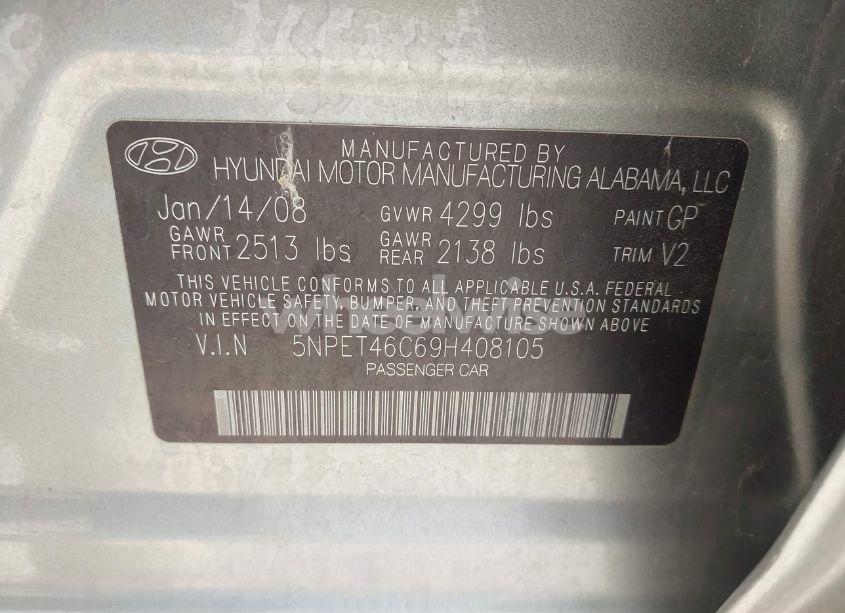 MANUFACTURED BY
HYUNDAI MOTOR MANUFACTURING ALABAMA, LLC
Jan/14/08 GVWR 4299 lbs PAINT GP
GAWR FRONT 2513 lbs GAWR REAR 2138 lbs TRIM V2
THIS VEHICLE CONFORMS TO ALL APPLICABLE U.S.A. FEDERAL
MOTOR VEHICLE SAFETY, BUMPER, AND THEFT PREVENTION STANDARDS
IN EFFECT ON THE DATE OF MANUFACTURE SHOWN ABOVE
wheelwise
V.I.N 5NPET46C69H408105
PASSENGER CAR